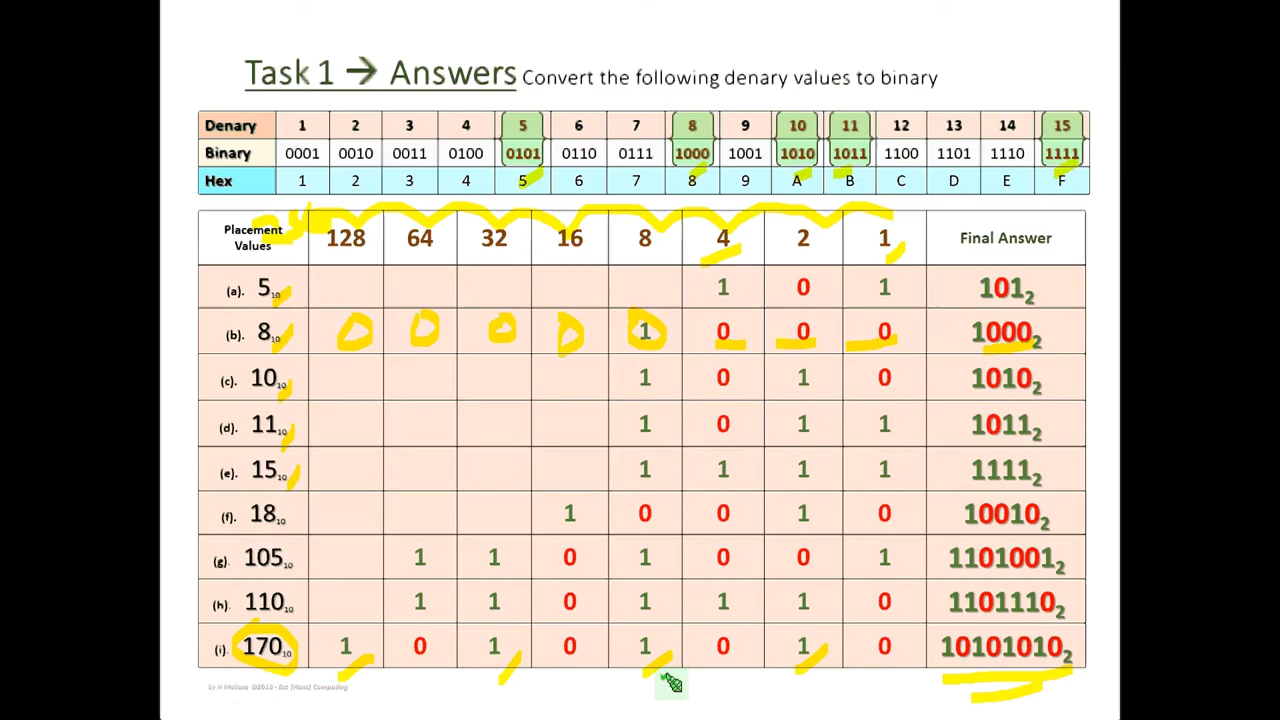 Task 1 → Answers Convert the following denary values to binary
Denary 1 2 3 4 5 6 7 8 9 10 11 12 13 14 15
Binary 0001 0010 0011 0100 0101 0110 0111 1000 1001 1010 1011 1100 1101 1110 1111
Hex 1 2 3 4 5 6 7 8 9 A B C D E F
Placement Values 128 64 32 16 8 4 2 1 Final Answer
(a). 5₁₀ 1 0 1 101₂
(b). 8₁₀ 0 0 0 0 1 0 0 0 1000₂
(c). 10₁₀ 1 0 1 0 1010₂
(d). 11₁₀ 1 0 1 1 1011₂
(e). 15₁₀ 1 1 1 1 1111₂
(f). 18₁₀ 1 0 0 1 0 10010₂
(g). 105₁₀ 1 1 0 1 0 0 1 1101001₂
(h). 110₁₀ 1 1 0 1 1 1 0 1101110₂
(i). 170₁₀ 1 0 1 0 1 0 1 0 10101010₂